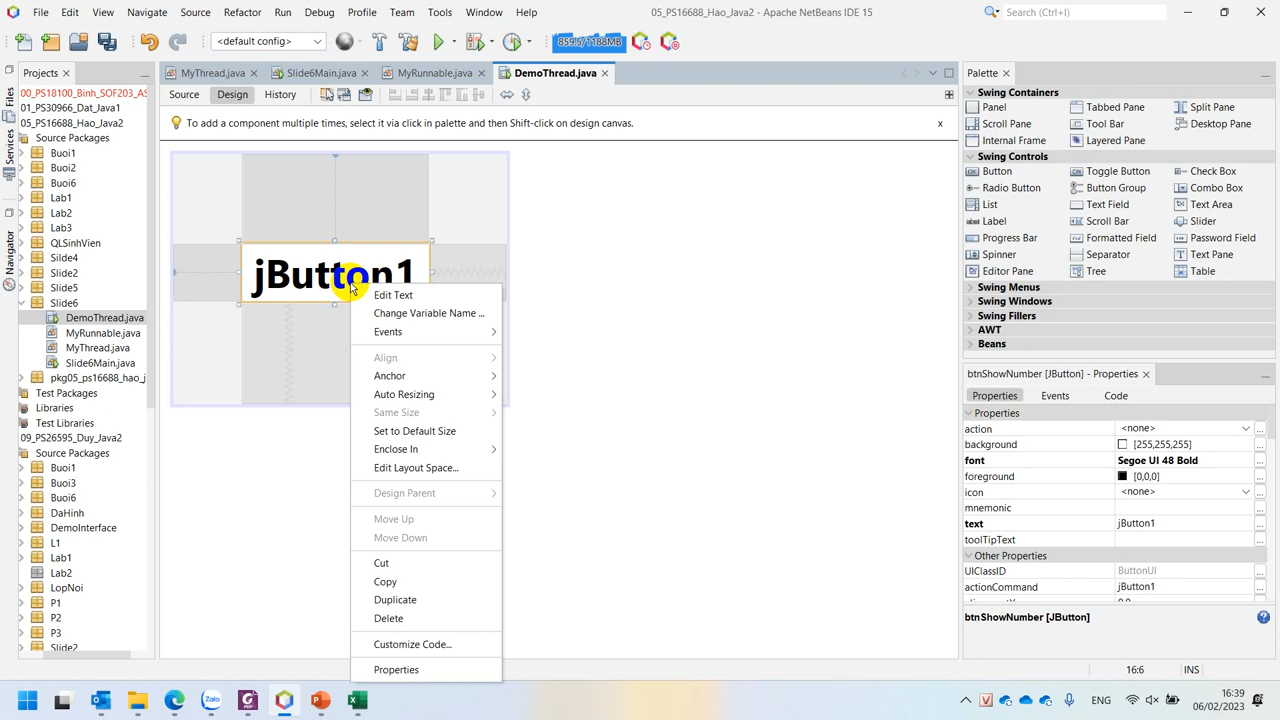 File Edit View Navigate Source Refactor Run Debug Profile Team Tools Window Help 05_PS16688_Hao_Java2 - Apache NetBeans IDE 15 Search (Ctrl+I)
<default config> 859.5/1188MB
Projects MyThread.java Slide6Main.java MyRunnable.java DemoThread.java Palette
Source Design History
To add a component multiple times, select it via click in palette and then Shift-click on design canvas. x
Files
Services
Navigator
00_PS18100_Binh_SOF203_AS
01_PS30966_Dat_Java1
05_PS16688_Hao_Java2
Source Packages
Buoi1
Buoi2
Buoi6
Lab1
Lab2
Lab3
QLSinhVien
Silde4
Slide2
Slide5
Slide6
DemoThread.java
MyRunnable.java
MyThread.java
Slide6Main.java
pkg05_ps16688_hao_j
Test Packages
Libraries
Test Libraries
09_PS26595_Duy_Java2
Source Packages
Buoi1
Buoi3
Buoi6
DaHinh
DemoInterface
L1
Lab1
Lab2
LopNoi
P1
P2
P3
Slide2
jButton1
Edit Text
Change Variable Name ...
Events
Align
Anchor
Auto Resizing
Same Size
Set to Default Size
Enclose In
Edit Layout Space...
Design Parent
Move Up
Move Down
Cut
Copy
Duplicate
Delete
Customize Code...
Properties
Swing Containers
Panel Tabbed Pane Split Pane
Scroll Pane Tool Bar Desktop Pane
Internal Frame Layered Pane
Swing Controls
Button Toggle Button Check Box
Radio Button Button Group Combo Box
List Text Field Text Area
Label Scroll Bar Slider
Progress Bar Formatted Field Password Field
Spinner Separator Text Pane
Editor Pane Tree Table
Swing Menus
Swing Windows
Swing Fillers
AWT
Beans
btnShowNumber [JButton] - Properties
Properties Events Code
Properties
action <none> ...
background [255,255,255] ...
font Segoe UI 48 Bold ...
foreground [0,0,0] ...
icon <none> ...
mnemonic ...
text jButton1 ...
toolTipText ...
Other Properties
UIClassID ButtonUI ...
actionCommand jButton1 ...
btnShowNumber [JButton]
16:6 INS
ENG 16:39
06/02/2023